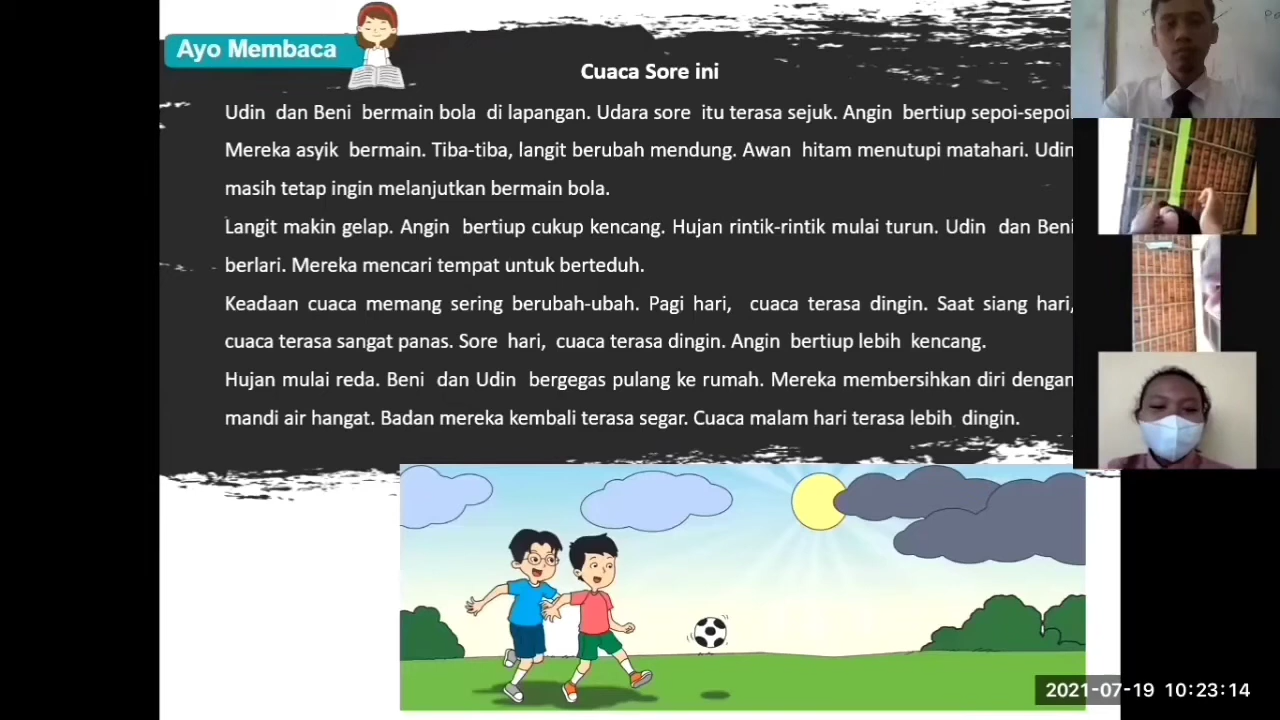 Ayo Membaca
Cuaca Sore ini
Udin dan Beni bermain bola di lapangan. Udara sore itu terasa sejuk. Angin bertiup sepoi-sepoi
Mereka asyik bermain. Tiba-tiba, langit berubah mendung. Awan hitam menutupi matahari. Udin
masih tetap ingin melanjutkan bermain bola.
Langit makin gelap. Angin bertiup cukup kencang. Hujan rintik-rintik mulai turun. Udin dan Beni
berlari. Mereka mencari tempat untuk berteduh.
Keadaan cuaca memang sering berubah-ubah. Pagi hari, cuaca terasa dingin. Saat siang hari,
cuaca terasa sangat panas. Sore hari, cuaca terasa dingin. Angin bertiup lebih kencang.
Hujan mulai reda. Beni dan Udin bergegas pulang ke rumah. Mereka membersihkan diri dengan
mandi air hangat. Badan mereka kembali terasa segar. Cuaca malam hari terasa lebih dingin.
2021-07-19 10:23:14